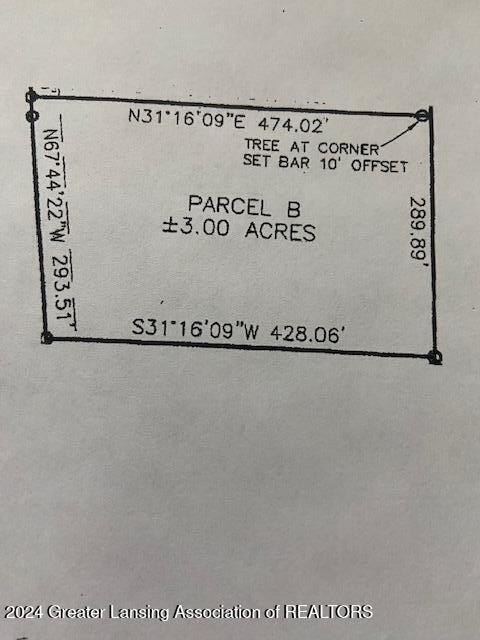 N31°16'09"E 474.02'
TREE AT CORNER
SET BAR 10' OFFSET
N67°44'22"W 293.51'
PARCEL B
±3.00 ACRES
289.89'
S31°16'09"W 428.06'
2024 Greater Lansing Association of REALTORS